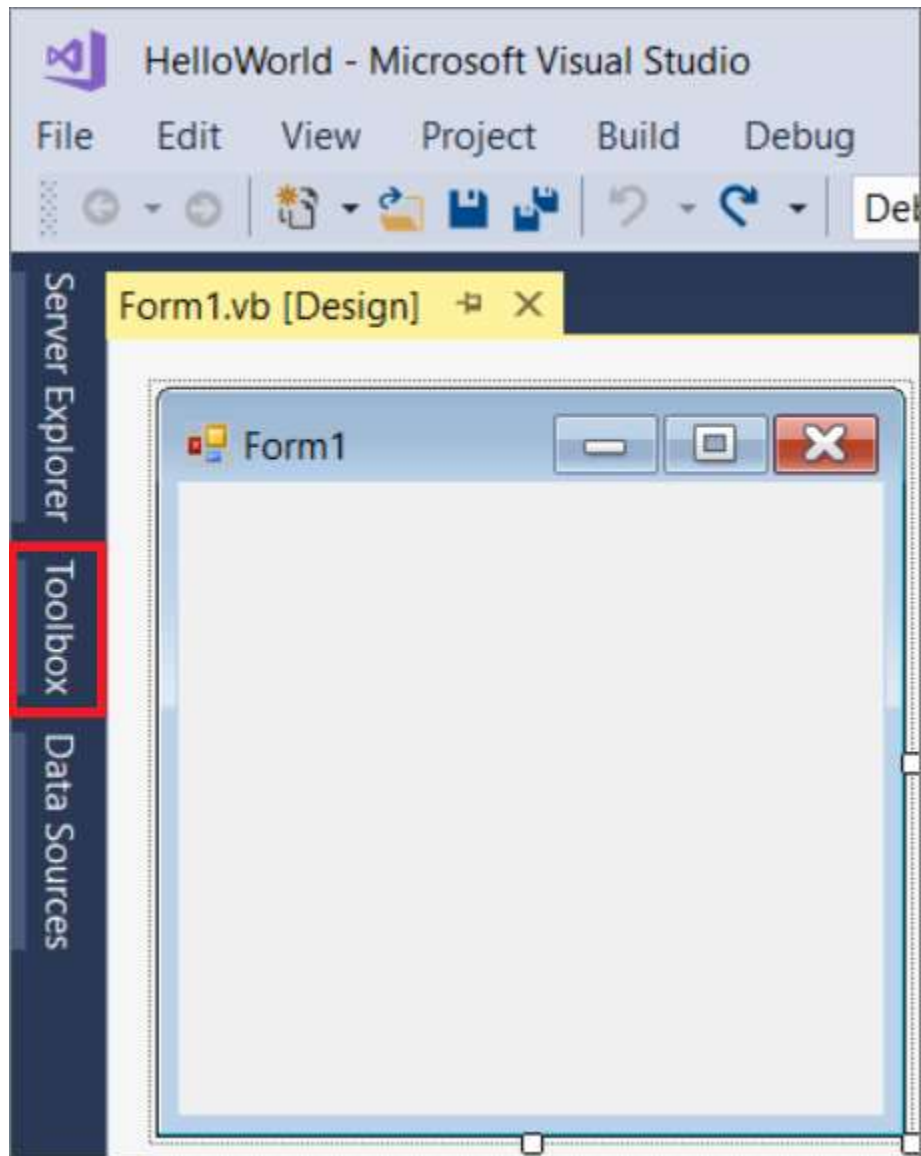 HelloWorld - Microsoft Visual Studio
File Edit View Project Build Debug
Server Explorer
Toolbox
Data Sources
Form1.vb [Design]
Form1